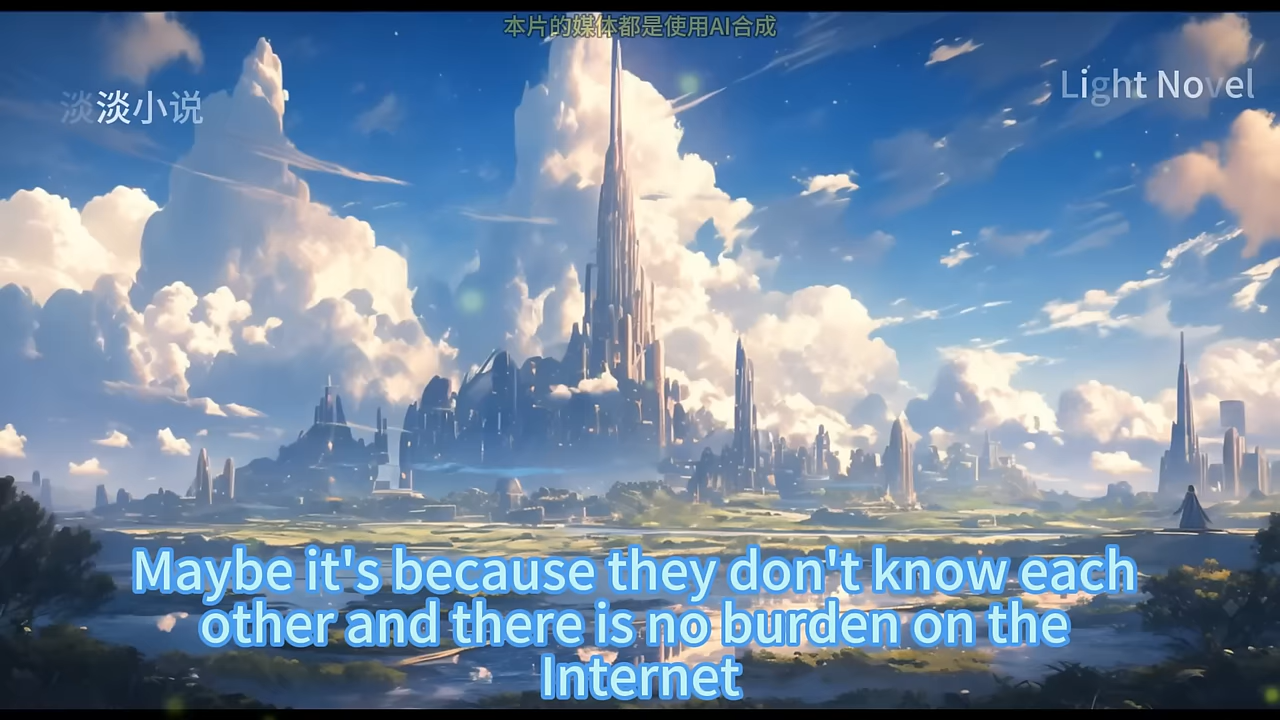 本片的媒体都是使用AI合成
淡淡小说
Light Novel
Maybe it's because they don't know each
other and there is no burden on the
Internet